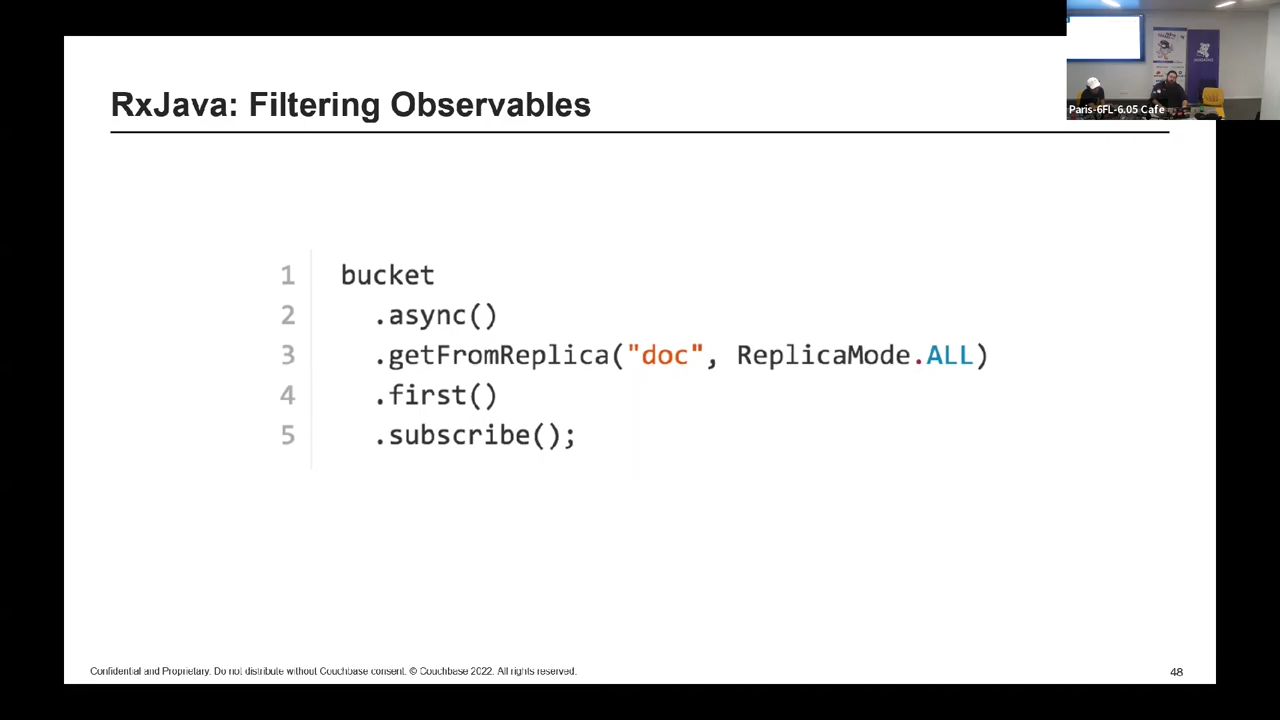 RxJava: Filtering Observables
Paris-6FL-6.05 Cafe
1 bucket
2 .async()
3 .getFromReplica("doc", ReplicaMode.ALL)
4 .first()
5 .subscribe();
Confidential and Proprietary. Do not distribute without Couchbase consent. © Couchbase 2022. All rights reserved.
48